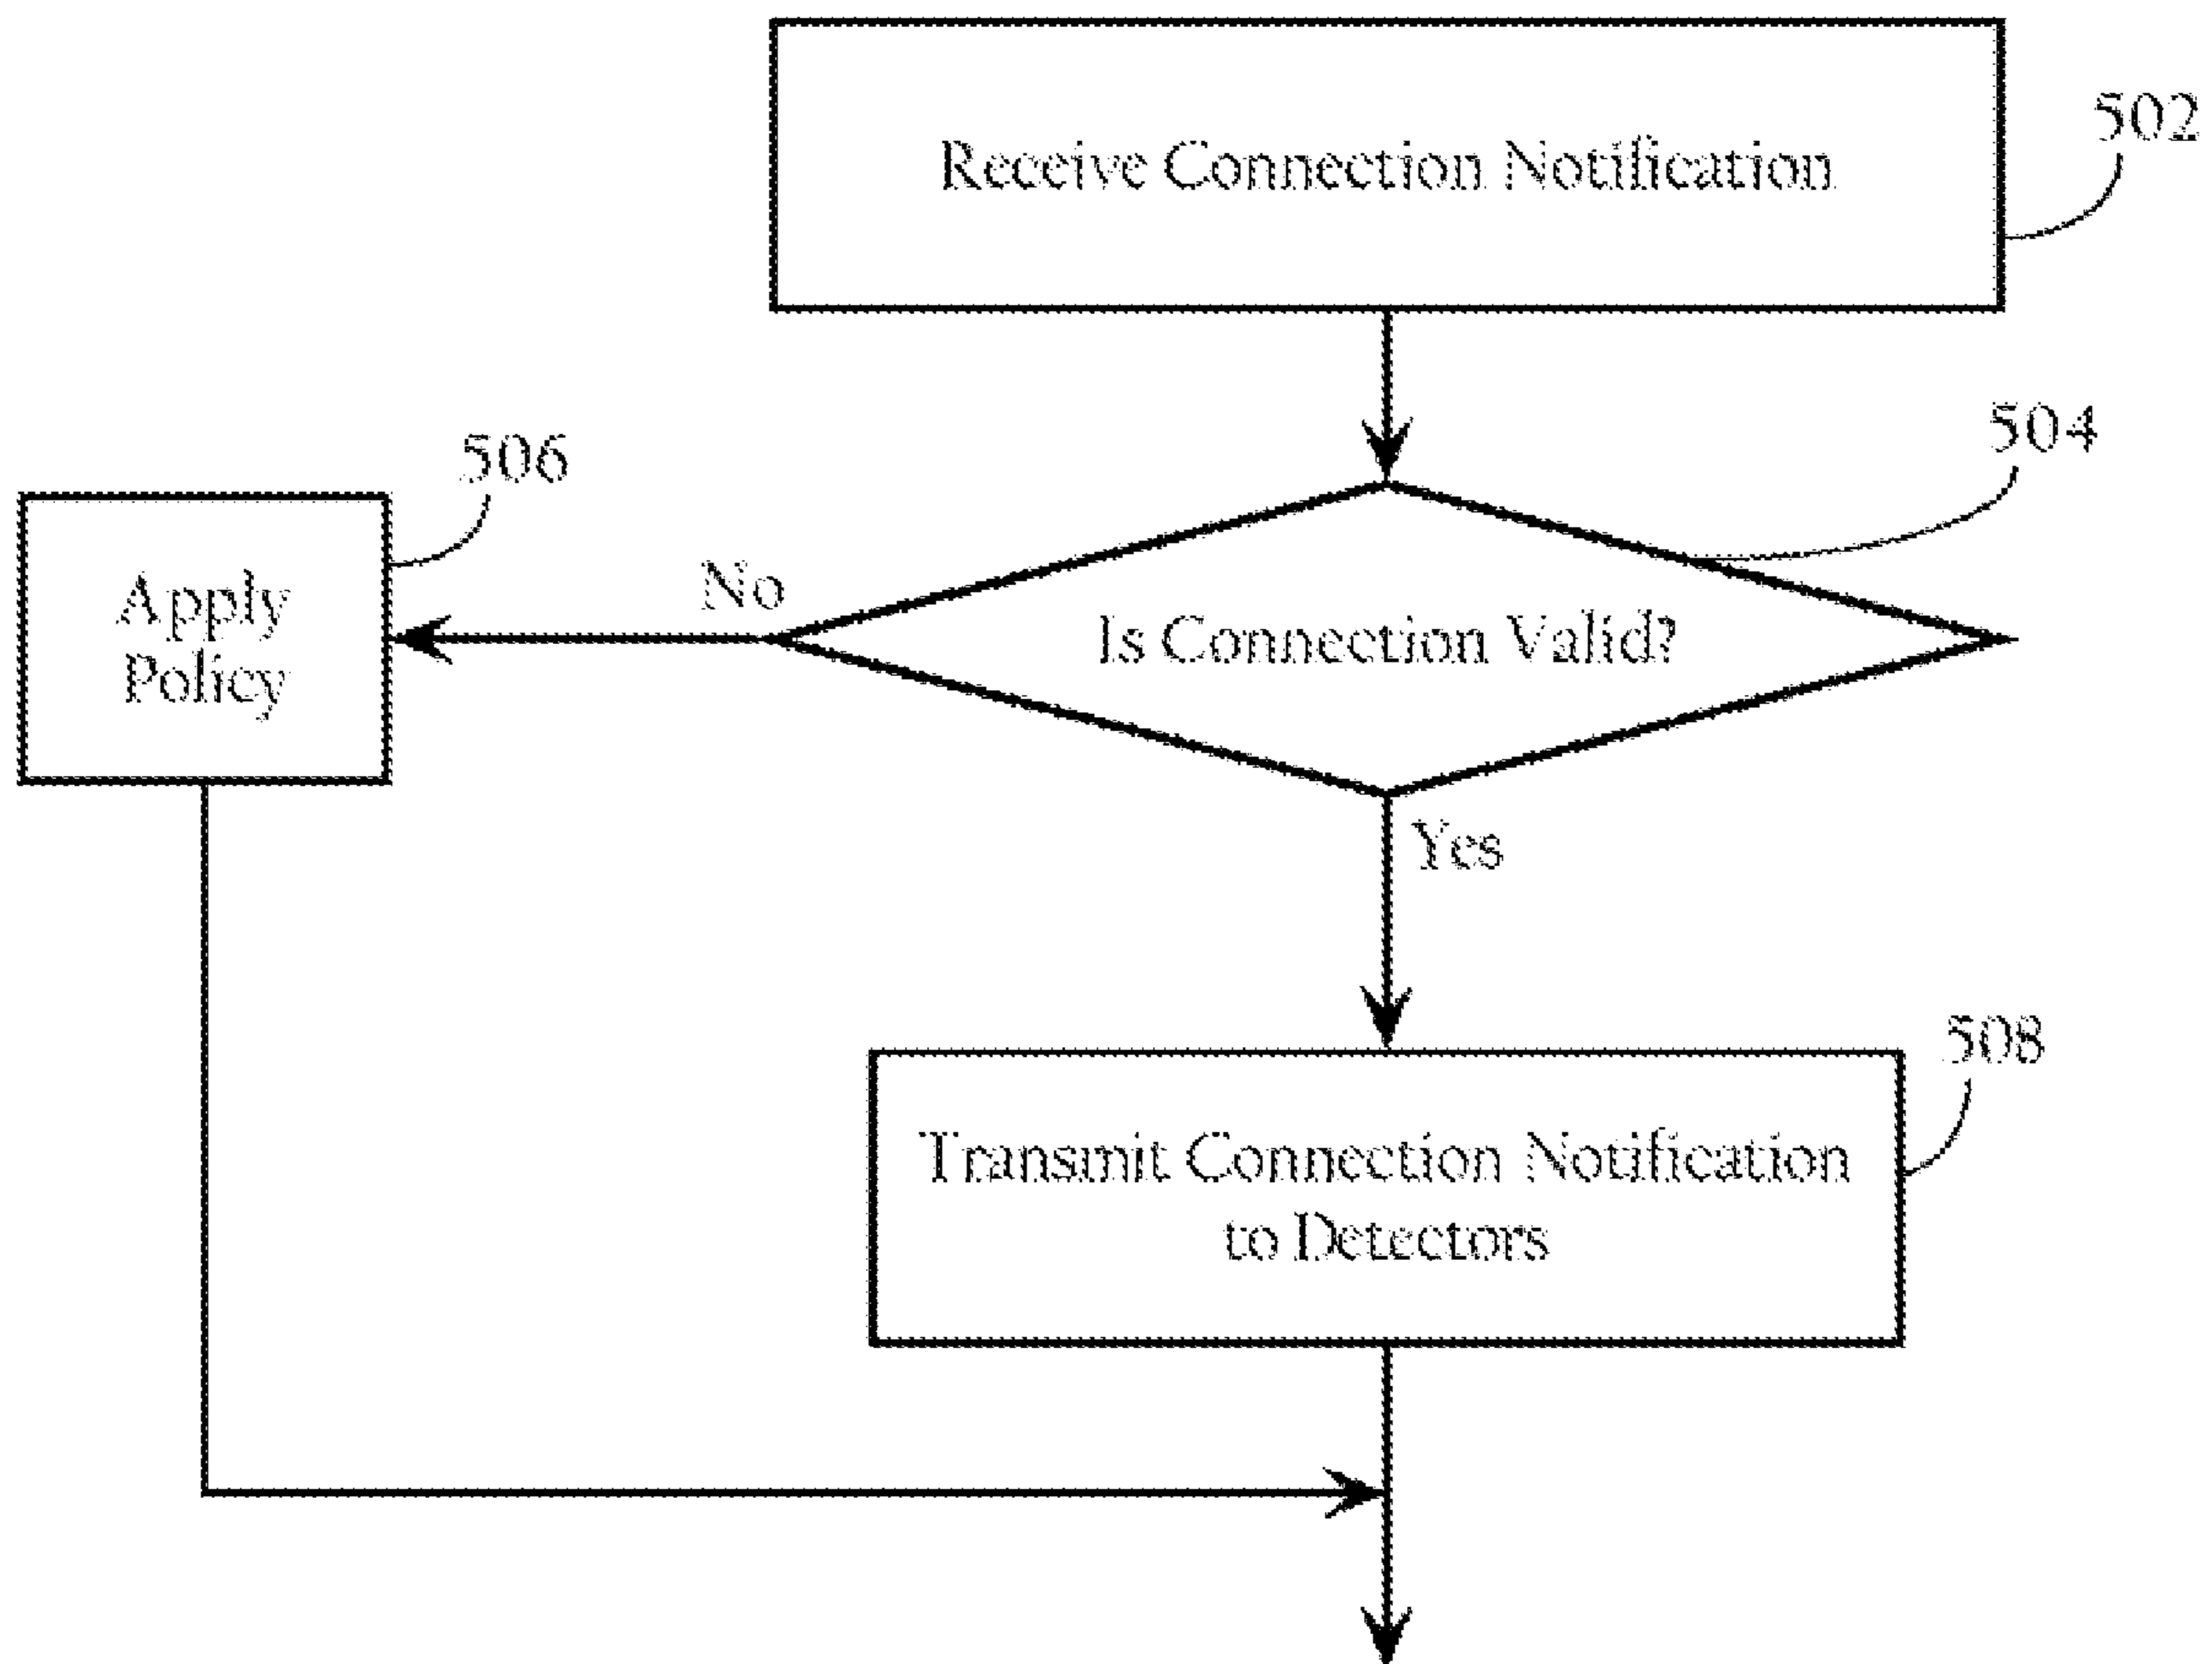 Receive Connection Notification
502
504
506
Apply
Policy
No
Is Connection Valid?
Yes
508
Transmit Connection Notification
to Detectors